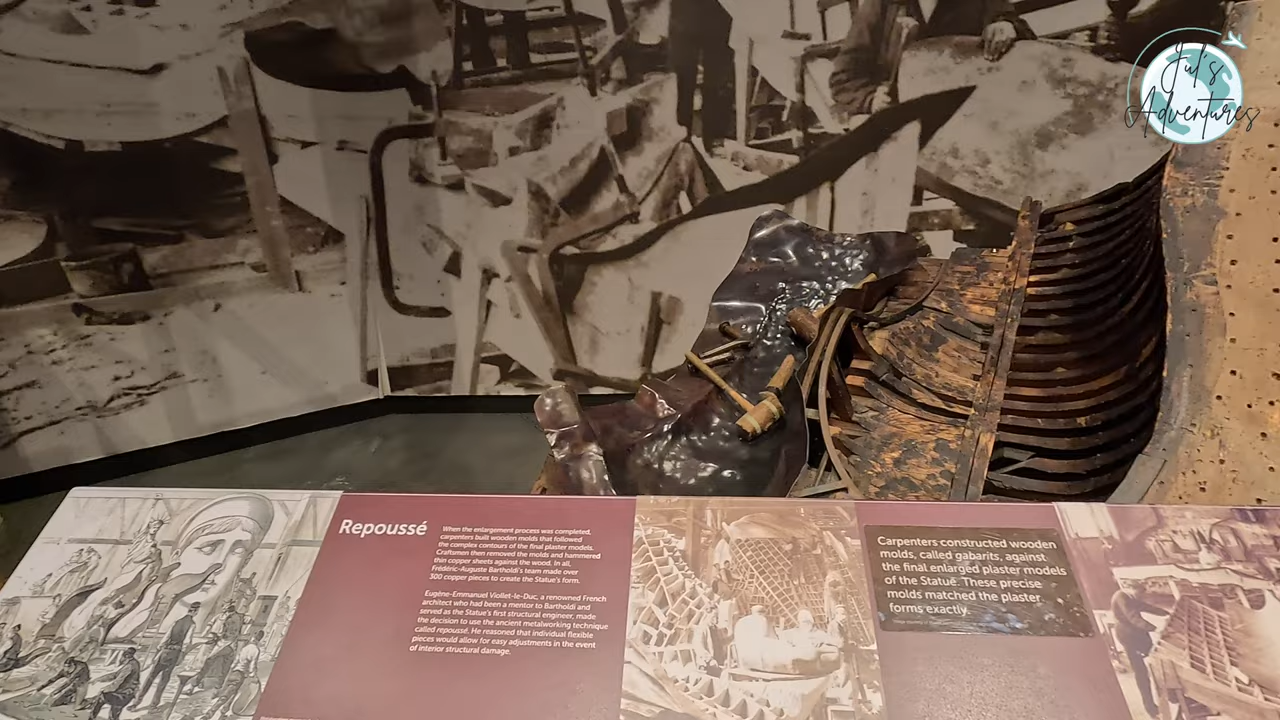 Jul's
Adventures
Repoussé
When the enlargement process was completed,
carpenters built wooden molds that followed
the complex contours of the final plaster models.
Craftsmen then removed the molds and hammered
thin copper sheets against the wood. In all,
Frédéric-Auguste Bartholdi's team made over
300 copper pieces to create the Statue's form.
Eugène-Emmanuel Viollet-le-Duc, a renowned French
architect who had been a mentor to Bartholdi and
served as the Statue's first structural engineer, made
the decision to use the ancient metalworking technique
called repoussé. He reasoned that individual flexible
pieces would allow for easy adjustments in the event
of interior structural damage.
Carpenters constructed wooden
molds, called gabarits, against
the final enlarged plaster models
of the Statue. These precise
molds matched the plaster
forms exactly.